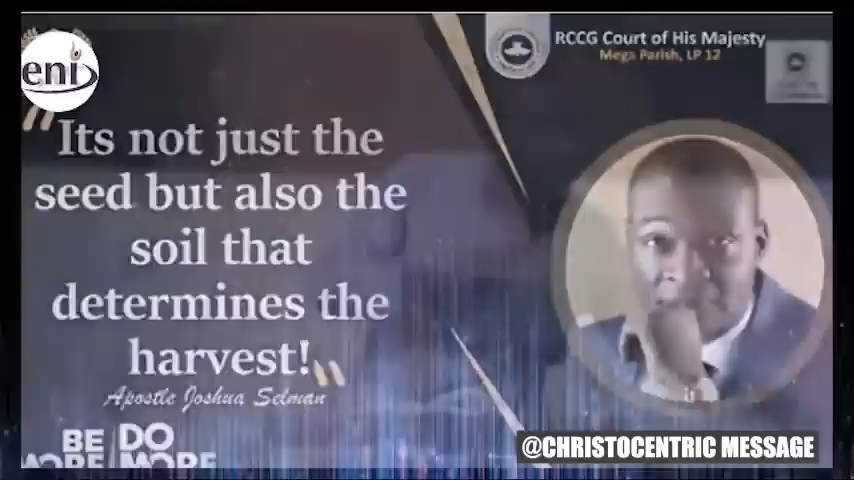 eni
RCCG Court of His Majesty
Mega Parish, LP 12
"Its not just the
seed but also the
soil that
determines the
harvest!"
Apostle Joshua Selman
BE DO
MORE MORE
@CHRISTOCENTRIC MESSAGE